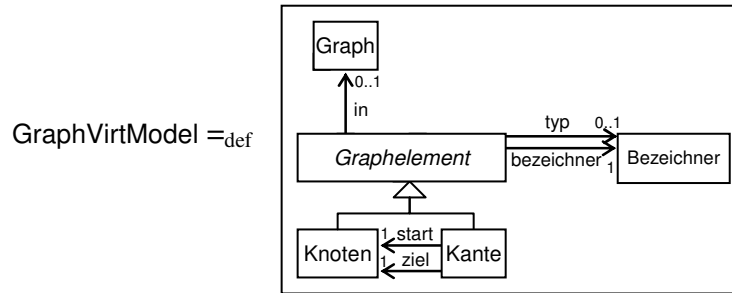 Graph
0..1
in
GraphVirtModel =def
typ
0..1
Graphelement
bezeichner
1
Bezeichner
Knoten
1
start
1
ziel
Kante